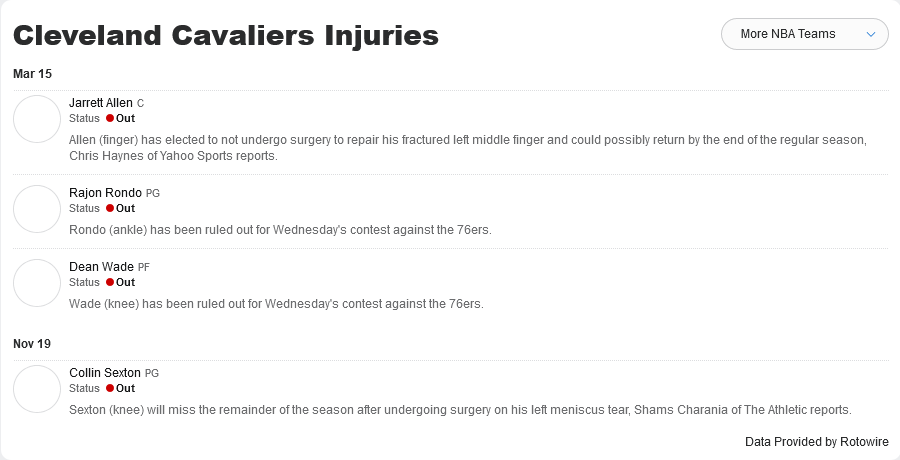 Cleveland Cavaliers Injuries
More NBA Teams
Mar 15
Jarrett Allen C
Status Out
Allen (finger) has elected to not undergo surgery to repair his fractured left middle finger and could possibly return by the end of the regular season,
Chris Haynes of Yahoo Sports reports.
Rajon Rondo PG
Status Out
Rondo (ankle) has been ruled out for Wednesday's contest against the 76ers.
Dean Wade PF
Status Out
Wade (knee) has been ruled out for Wednesday's contest against the 76ers.
Nov 19
Collin Sexton PG
Status Out
Sexton (knee) will miss the remainder of the season after undergoing surgery on his left meniscus tear, Shams Charania of The Athletic reports.
Data Provided by Rotowire